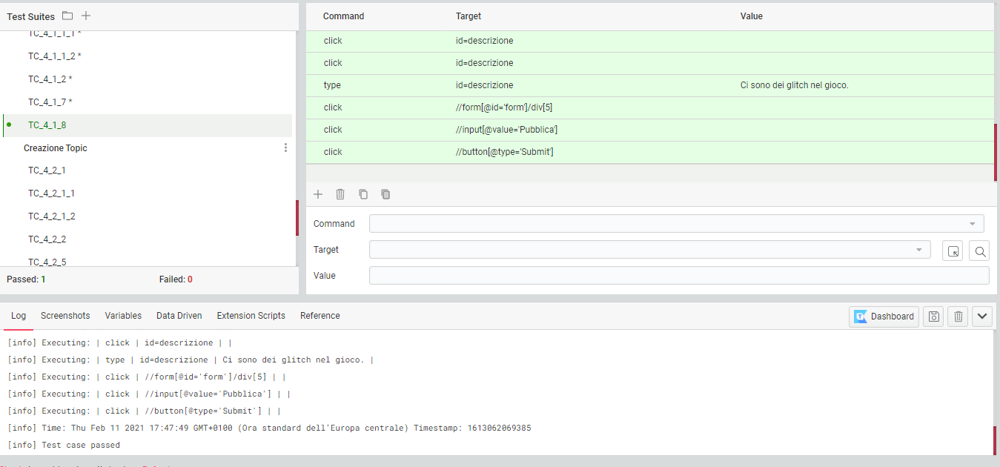 Test Suites
TC_4_1_1_1 *
TC_4_1_1_2 *
TC_4_1_2 *
TC_4_1_7 *
TC_4_1_8
Creazione Topic
TC_4_2_1
TC_4_2_1_1
TC_4_2_1_2
TC_4_2_2
TC_4_2_5
Passed: 1 Failed: 0
Command Target Value
click id=descrizione
click id=descrizione
type id=descrizione Ci sono dei glitch nel gioco.
click //form[@id='form']/div[5]
click //input[@value='Pubblica']
click //button[@type='Submit']
Command
Target
Value
Log Screenshots Variables Data Driven Extension Scripts Reference Dashboard
[info] Executing: | click | id=descrizione | |
[info] Executing: | type | id=descrizione | Ci sono dei glitch nel gioco. |
[info] Executing: | click | //form[@id='form']/div[5] | |
[info] Executing: | click | //input[@value='Pubblica'] | |
[info] Executing: | click | //button[@type='Submit'] | |
[info] Time: Thu Feb 11 2021 17:47:49 GMT+0100 (Ora standard dell'Europa centrale) Timestamp: 1613062069385
[info] Test case passed